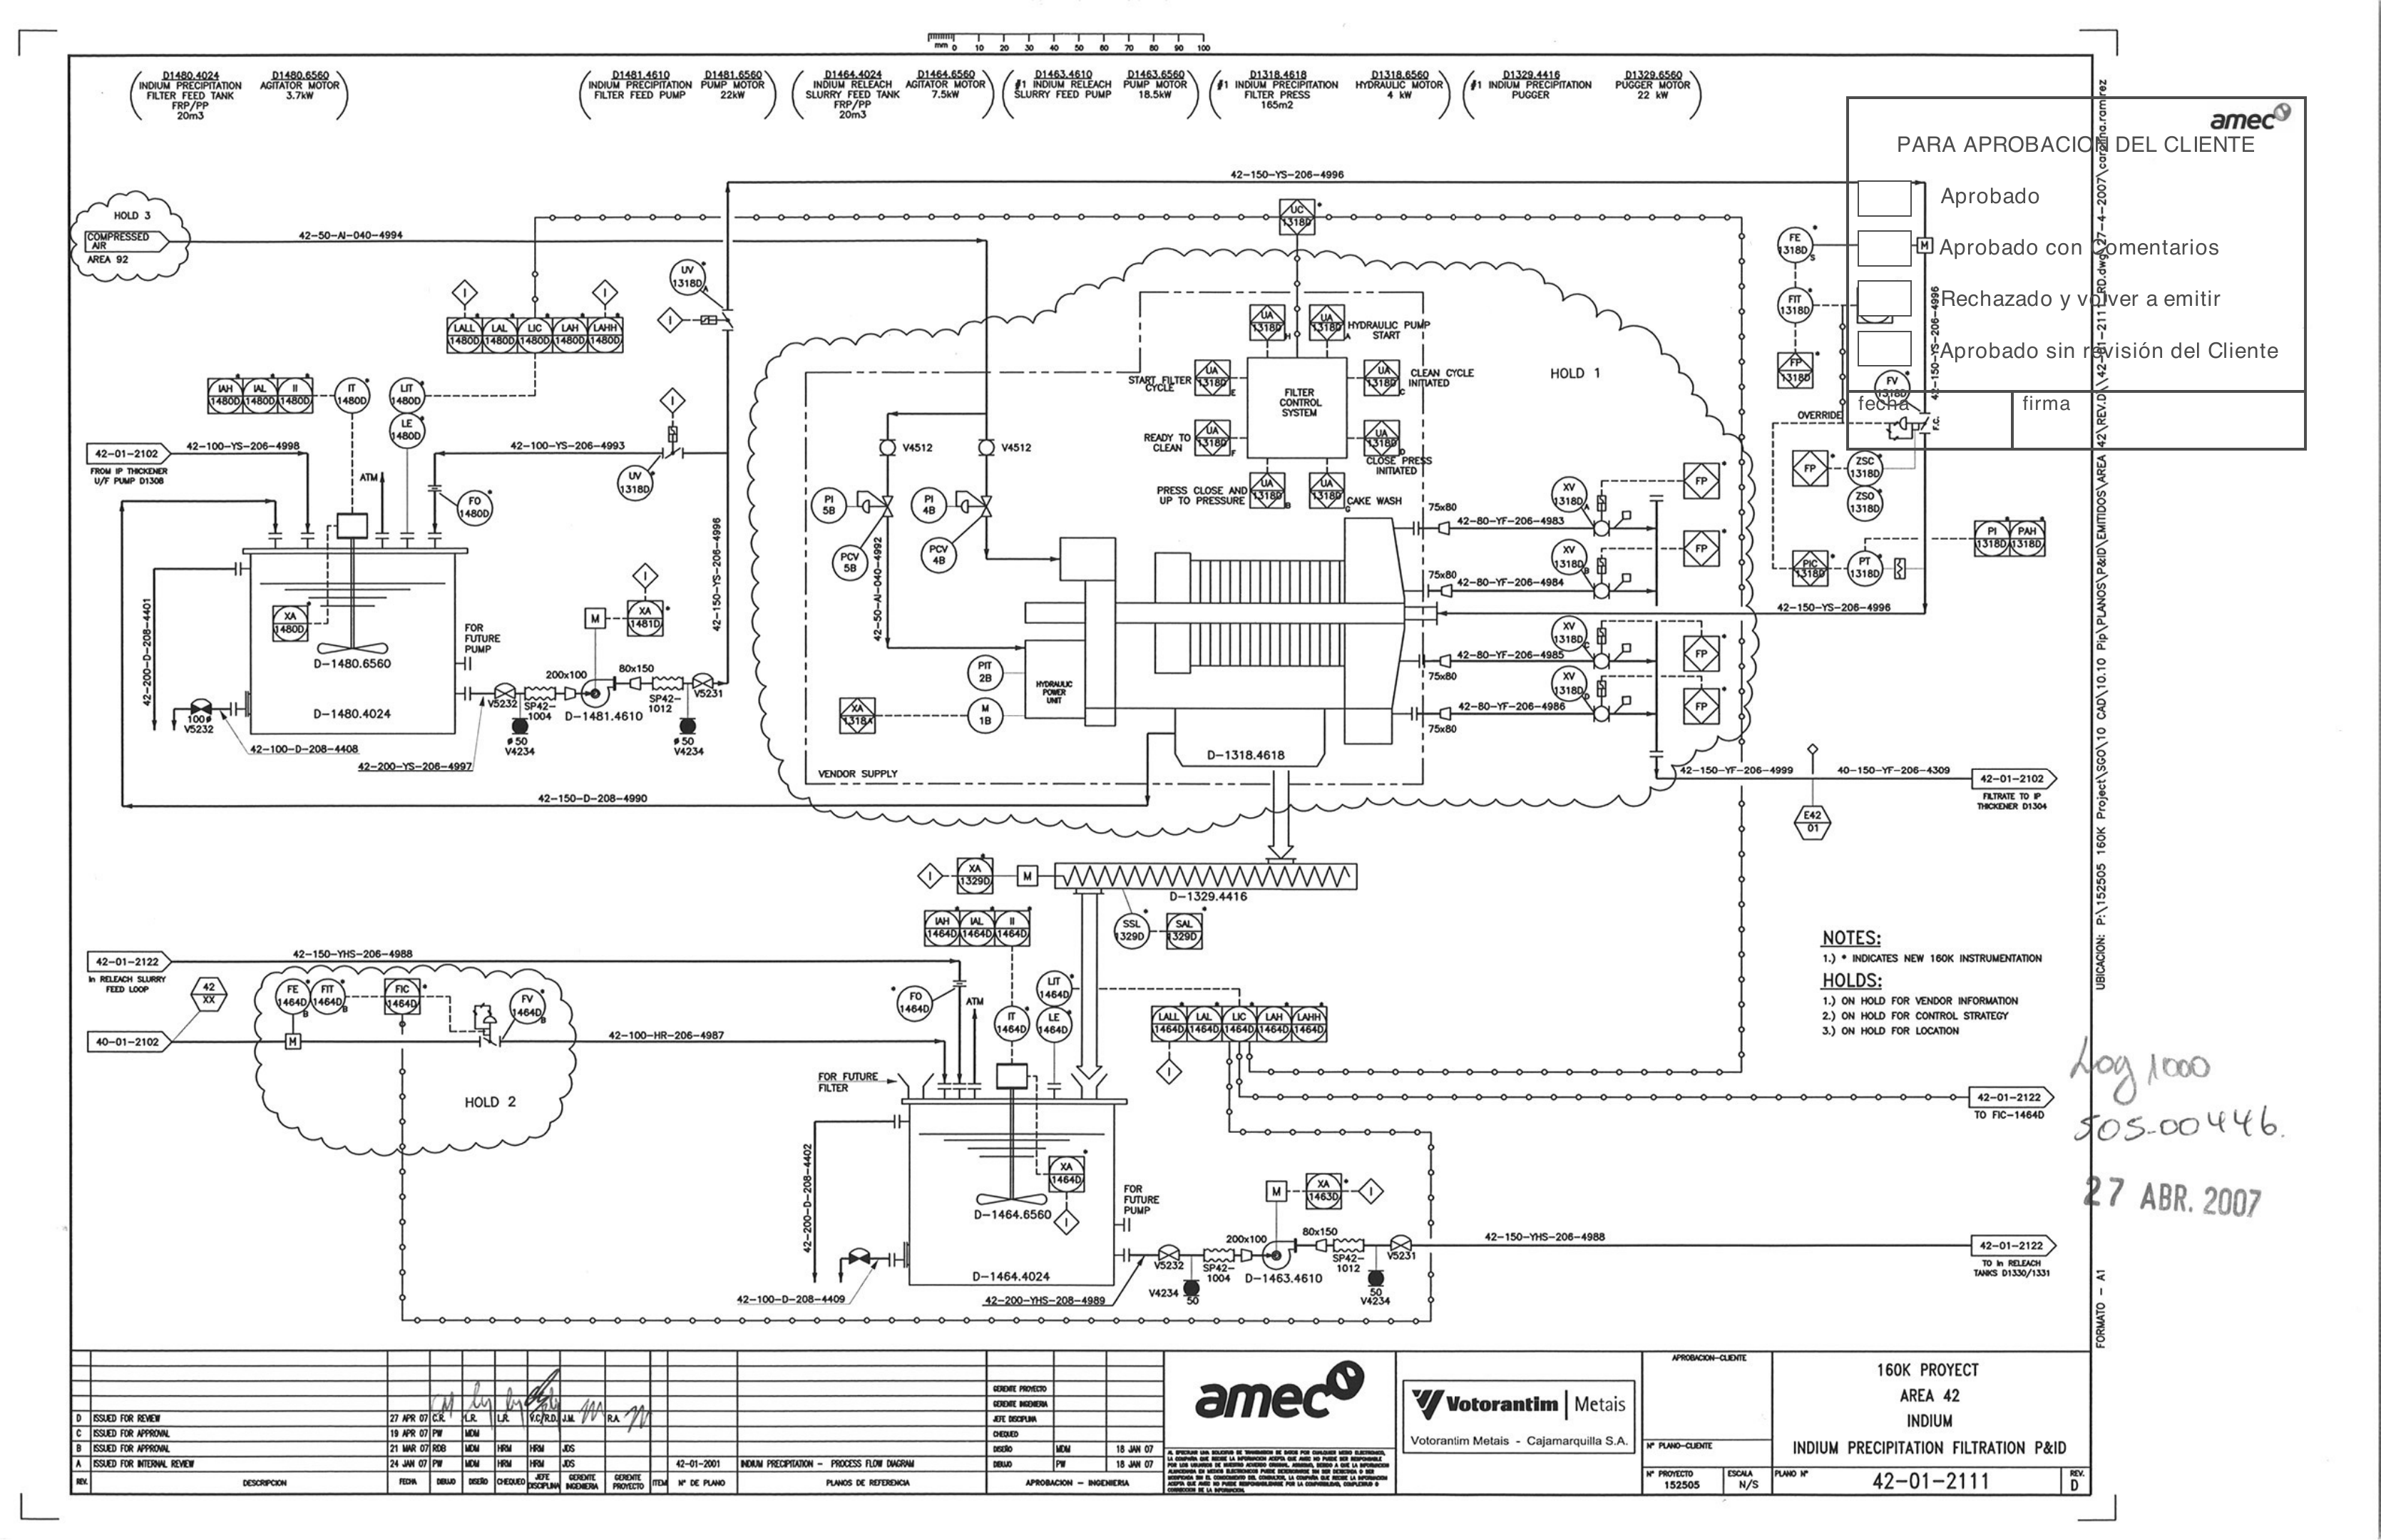 mm 0 10 20 30 40 50 60 70 80 90 100
D1480.4024
INDIUM PRECIPITATION
FILTER FEED TANK
FRP/PP
20m3
D1480.6560
AGITATOR MOTOR
3.7kW
D1481.4610
INDIUM PRECIPITATION
FILTER FEED PUMP
D1481.6560
PUMP MOTOR
22kW
D1464.4024
INDIUM RELEACH
SLURRY FEED TANK
FRP/PP
20m3
D1464.6560
AGITATOR MOTOR
7.5kW
D1463.4610
#1 INDIUM RELEACH
SLURRY FEED PUMP
D1463.6560
PUMP MOTOR
18.5kW
D1318.4618
#1 INDIUM PRECIPITATION
FILTER PRESS
165m2
D1318.6560
HYDRAULIC MOTOR
4 kW
D1329.4416
#1 INDIUM PRECIPITATION
PUGGER
D1329.6560
PUGGER MOTOR
22 kW
amec
PARA APROBACION DEL CLIENTE
Aprobado
Aprobado con Comentarios
Rechazado y volver a emitir
Aprobado sin revisión del Cliente
fecha
firma
HOLD 3
COMPRESSED
AIR
AREA 92
42-50-AI-040-4994
42-150-YS-206-4996
UC
1318D
UV
1318D
A
I
I
I
LALL
1480D
LAL
1480D
LIC
1480D
LAH
1480D
LAHH
1480D
IAH
1480D
IAL
1480D
II
1480D
IT
1480D
LIT
1480D
LE
1480D
42-01-2102
FROM IP THICKENER
U/F PUMP D1308
42-100-YS-206-4998
42-100-YS-206-4993
ATM
FO
1480D
UV
1318D
I
42-150-YS-206-4996
XA
1480D
D-1480.6560
D-1480.4024
42-200-D-208-4401
100ø
V5232
42-100-D-208-4408
42-200-YS-206-4997
FOR
FUTURE
PUMP
V5232
SP42-
1004
200x100
D-1481.4610
M
XA
1481D
I
80x150
SP42-
1012
V5231
ø50
V4234
ø50
V4234
42-150-D-208-4990
V4512
V4512
PI
5B
PCV
5B
PI
4B
PCV
4B
42-50-AI-040-4992
PIT
2B
M
1B
XA
1318A
HYDRAULIC
POWER
UNIT
VENDOR SUPPLY
D-1318.4618
HOLD 1
FILTER
CONTROL
SYSTEM
UA
1318D
H
UA
1318D
A
HYDRAULIC PUMP
START
START FILTER
CYCLE
UA
1318D
E
UA
1318D
C
CLEAN CYCLE
INITIATED
READY TO
CLEAN
UA
1318D
F
UA
1318D
D
CLOSE PRESS
INITIATED
PRESS CLOSE AND
UP TO PRESSURE
UA
1318D
B
UA
1318D
G
CAKE WASH
75x80
42-80-YF-206-4983
XV
1318D
A
FP
75x80
42-80-YF-206-4984
XV
1318D
B
FP
42-80-YF-206-4985
75x80
XV
1318D
C
FP
42-80-YF-206-4986
75x80
XV
1318D
D
FP
42-150-YS-206-4996
42-150-YF-206-4999
40-150-YF-206-4309
42-01-2102
FILTRATE TO IP
THICKENER D1304
E42
01
FE
1318D
S
M
FIT
1318D
FP
1318D
FV
1318D
OVERRIDE
F.C.
42-150-YS-206-4996
FP
ZSC
1318D
ZSO
1318D
PIC
1318D
PT
1318D
PI
1318D
PAH
1318D
I
XA
1329D
M
D-1329.4416
SSL
1329D
SAL
1329D
IAH
1464D
IAL
1464D
II
1464D
42-01-2122
In RELEACH SLURRY
FEED LOOP
42-150-YHS-206-4988
42
XX
40-01-2102
FE
1464D
B
FIT
1464D
B
FIC
1464D
FV
1464D
B
M
HOLD 2
42-100-HR-206-4987
FO
1464D
ATM
IT
1464D
LIT
1464D
LE
1464D
FOR FUTURE
FILTER
LALL
1464D
LAL
1464D
LIC
1464D
LAH
1464D
LAHH
1464D
I
42-01-2122
TO FIC-1464D
XA
1464D
I
D-1464.6560
D-1464.4024
42-200-D-208-4402
42-100-D-208-4409
42-200-YHS-208-4989
FOR
FUTURE
PUMP
V5232
V4234
50
SP42-
1004
200x100
D-1463.4610
M
XA
1463D
I
80x150
SP42-
1012
V5231
50
V4234
42-150-YHS-206-4988
42-01-2122
TO In RELEACH
TANKS D1330/1331
NOTES:
1.) * INDICATES NEW 160K INSTRUMENTATION
HOLDS:
1.) ON HOLD FOR VENDOR INFORMATION
2.) ON HOLD FOR CONTROL STRATEGY
3.) ON HOLD FOR LOCATION
Log 1000
505-00446.
27 ABR. 2007
FORMATO - A1
D ISSUED FOR REVIEW 27 APR 07 C.R. L.R. L.R. V.C/R.D. J.M. R.A.
C ISSUED FOR APPROVAL 19 APR 07 PW MDM
B ISSUED FOR APPROVAL 21 MAR 07 RDB MDM HRM HRM JDS
A ISSUED FOR INTERNAL REVIEW 24 JAN 07 PW MDM HRM HRM JDS
REV. DESCRIPCION FECHA DIBUJO DISEÑO CHEQUEO JEFE DISCIPLINA GERENTE INGENIERIA GERENTE PROYECTO
42-01-2001 INDIUM PRECIPITATION - PROCESS FLOW DIAGRAM
ITEM Nº DE PLANO PLANOS DE REFERENCIA
GERENTE PROYECTO
GERENTE INGENIERIA
JEFE DISCIPLINA
CHEQUEO
DISEÑO MDM 18 JAN 07
DIBUJO PW 18 JAN 07
APROBACION - INGENIERIA
amec
Votorantim | Metais
Votorantim Metais - Cajamarquilla S.A.
APROBACION-CLIENTE
Nº PLANO-CLIENTE
Nº PROYECTO
152505
ESCALA
N/S
160K PROYECT
AREA 42
INDIUM
INDIUM PRECIPITATION FILTRATION P&ID
PLANO Nº
42-01-2111
REV.
D